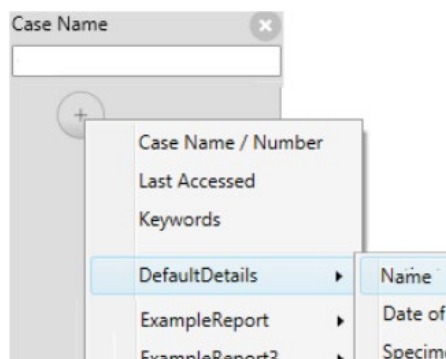 Case Name
Case Name / Number
Last Accessed
Keywords
DefaultDetails
Name
ExampleReport
Date of